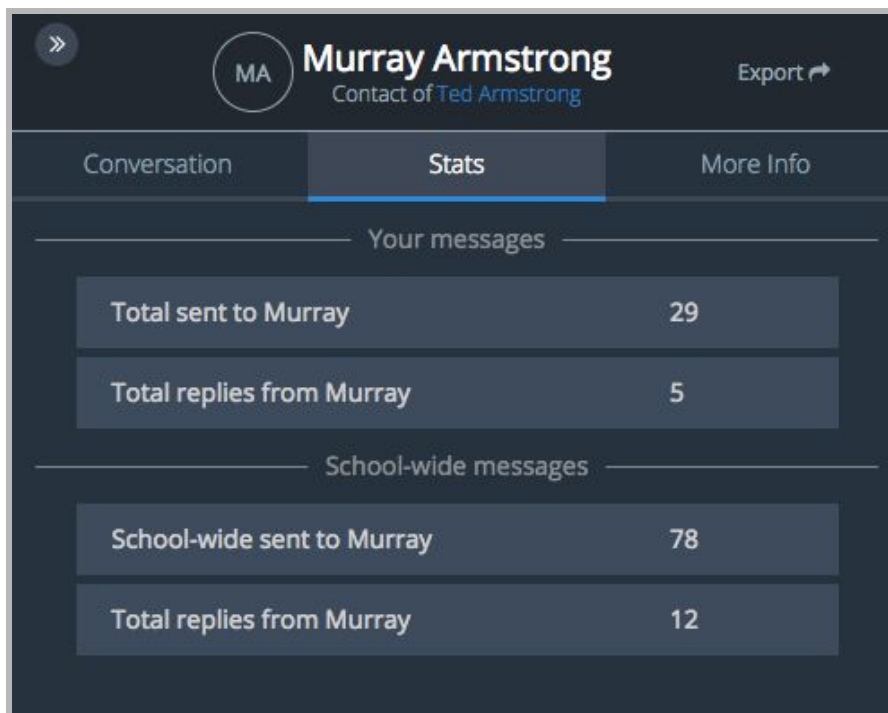 MA
Murray Armstrong
Contact of Ted Armstrong
Export
Conversation Stats More Info
Your messages
Total sent to Murray 29
Total replies from Murray 5
School-wide messages
School-wide sent to Murray 78
Total replies from Murray 12